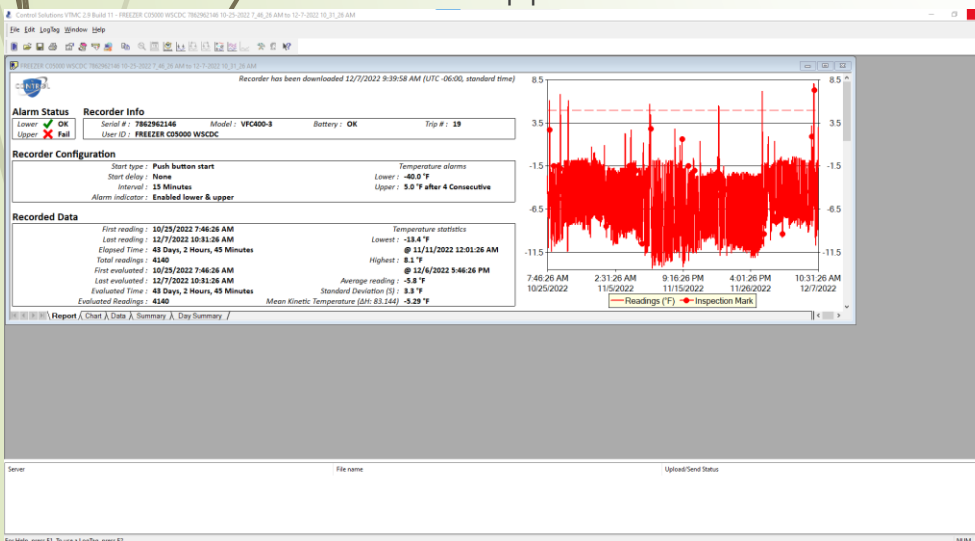 Control Solutions VTMC 2.9 Build 11 - FREEZER C05000 WSCDC 7862962146 10-25-2022 7_46_28 AM to 12-7-2022 10_31_28 AM
File Edit LogTag Window Help
FREEZER C05000 WSCDC 7862962146 10-25-2022 7_46_26 AM to 12-7-2022 10_31_26 AM
Recorder has been downloaded 12/7/2022 9:39:58 AM (UTC -06:00, standard time)
Alarm Status Recorder Info
Lower OK Serial # : 7862962146 Model : VFC400-3 Battery : OK Trip # : 19
Upper Fail User ID : FREEZER C05000 WSCDC
Recorder Configuration
Start type : Push button start Temperature alarms
Start delay : None Lower : -40.0 °F
Interval : 15 Minutes Upper : 5.0 °F after 4 Consecutive
Alarm indicator : Enabled lower & upper
Recorded Data
First reading : 10/25/2022 7:46:26 AM Temperature statistics
Last reading : 12/7/2022 10:31:26 AM Lowest : -13.4 °F
Elapsed Time : 43 Days, 2 Hours, 45 Minutes @ 11/11/2022 12:01:26 AM
Total readings : 4140 Highest : 8.1 °F
First evaluated : 10/25/2022 7:46:26 AM @ 12/6/2022 5:46:26 PM
Last evaluated : 12/7/2022 10:31:26 AM Average reading : -5.8 °F
Evaluated Time : 43 Days, 2 Hours, 45 Minutes Standard Deviation (S) : 3.3 °F
Evaluated Readings : 4140 Mean Kinetic Temperature (ΔH: 83.144) -5.29 °F
8.5 8.5
3.5 3.5
-1.5 -1.5
-6.5 -6.5
-11.5 -11.5
7:46:26 AM 2:31:26 AM 9:16:26 PM 4:01:26 PM 10:31:26 AM
10/25/2022 11/5/2022 11/15/2022 11/26/2022 12/7/2022
Readings (°F) Inspection Mark
Report Chart Data Summary Day Summary
Server File name Upload/Send Status
For Help, press F1. To use a LogTag, press F2.
NUM